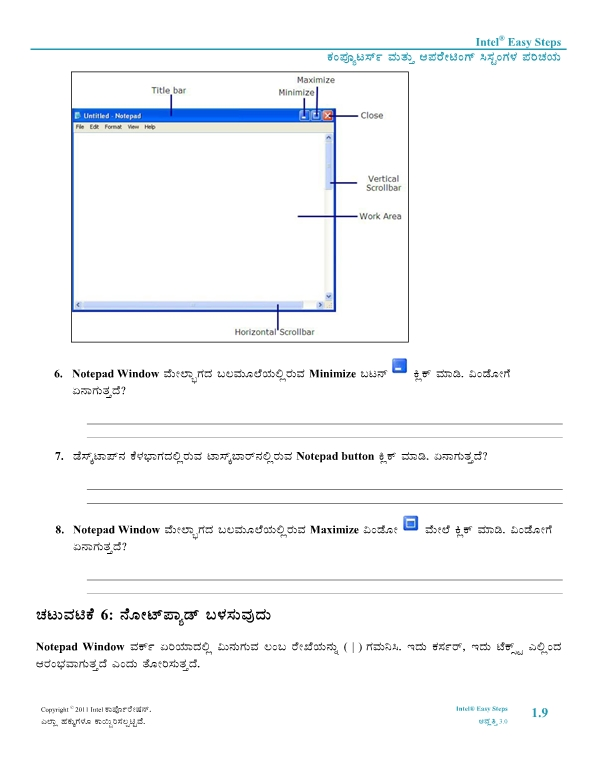 Intel® Easy Steps
ಕಂಪ್ಯೂಟರ್ಸ್ ಮತ್ತು ಆಪರೇಟಿಂಗ್ ಸಿಸ್ಟಂಗಳ ಪರಿಚಯ
Maximize
Title bar
Minimize
Untitled - Notepad
Close
File Edit Format View Help
Vertical
Scrollbar
Work Area
Horizontal Scrollbar
6. Notepad Window ಮೇಲ್ಭಾಗದ ಬಲಮೂಲೆಯಲ್ಲಿರುವ Minimize ಬಟನ್ ಕ್ಲಿಕ್ ಮಾಡಿ. ವಿಂಡೋಗೆ
ಏನಾಗುತ್ತದೆ?
7. ಡೆಸ್ಕ್‌ಟಾಪ್‌ನ ಕೆಳಭಾಗದಲ್ಲಿರುವ ಟಾಸ್ಕ್‌ಬಾರ್‌ನಲ್ಲಿರುವ Notepad button ಕ್ಲಿಕ್ ಮಾಡಿ. ಏನಾಗುತ್ತದೆ?
8. Notepad Window ಮೇಲ್ಭಾಗದ ಬಲಮೂಲೆಯಲ್ಲಿರುವ Maximize ವಿಂಡೋ ಮೇಲೆ ಕ್ಲಿಕ್ ಮಾಡಿ. ವಿಂಡೋಗೆ
ಏನಾಗುತ್ತದೆ?
ಚಟುವಟಿಕೆ 6: ನೋಟ್‌ಪ್ಯಾಡ್ ಬಳಸುವುದು
Notepad Window ವರ್ಕ್ ಏರಿಯಾದಲ್ಲಿ ಮಿನುಗುವ ಲಂಬ ರೇಖೆಯನ್ನು ( | ) ಗಮನಿಸಿ. ಇದು ಕರ್ಸರ್, ಇದು ಟೆಕ್ಸ್ಟ್ ಎಲ್ಲಿಂದ
ಆರಂಭವಾಗುತ್ತದೆ ಎಂದು ತೋರಿಸುತ್ತದೆ.
Copyright © 2011 Intel ಕಾರ್ಪೊರೇಷನ್.
ಎಲ್ಲಾ ಹಕ್ಕುಗಳೂ ಕಾಯ್ದಿರಿಸಲ್ಪಟ್ಟಿವೆ.
Intel® Easy Steps
ಆವೃತ್ತಿ 3.0
1.9